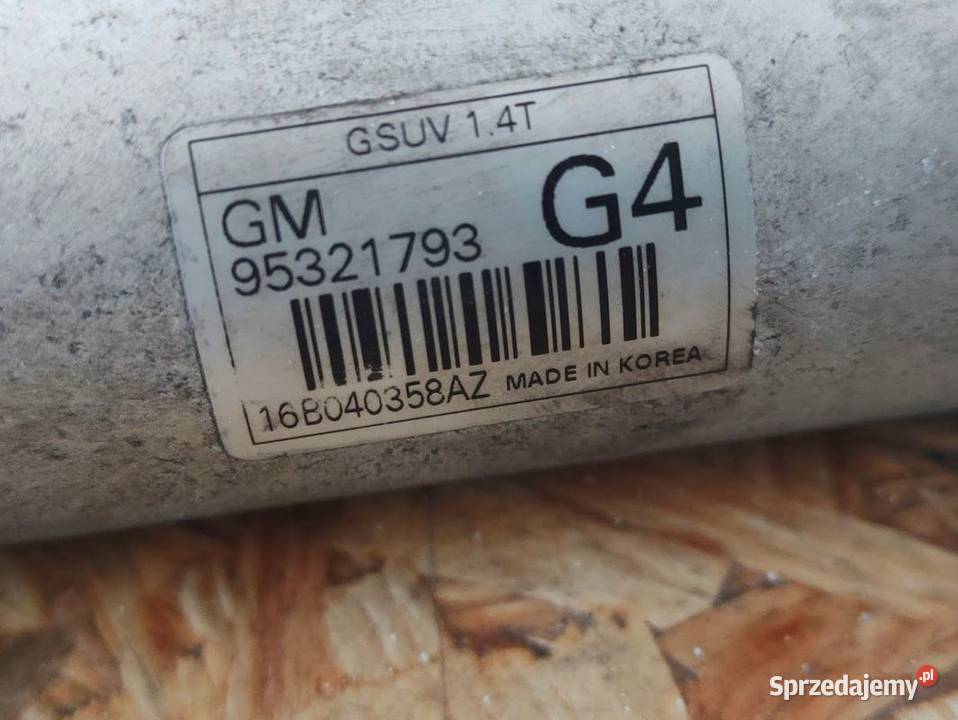 GSUV 1.4T
GM
G4
95321793
16B040358AZ MADE IN KOREA
Sprzedajemy.pl